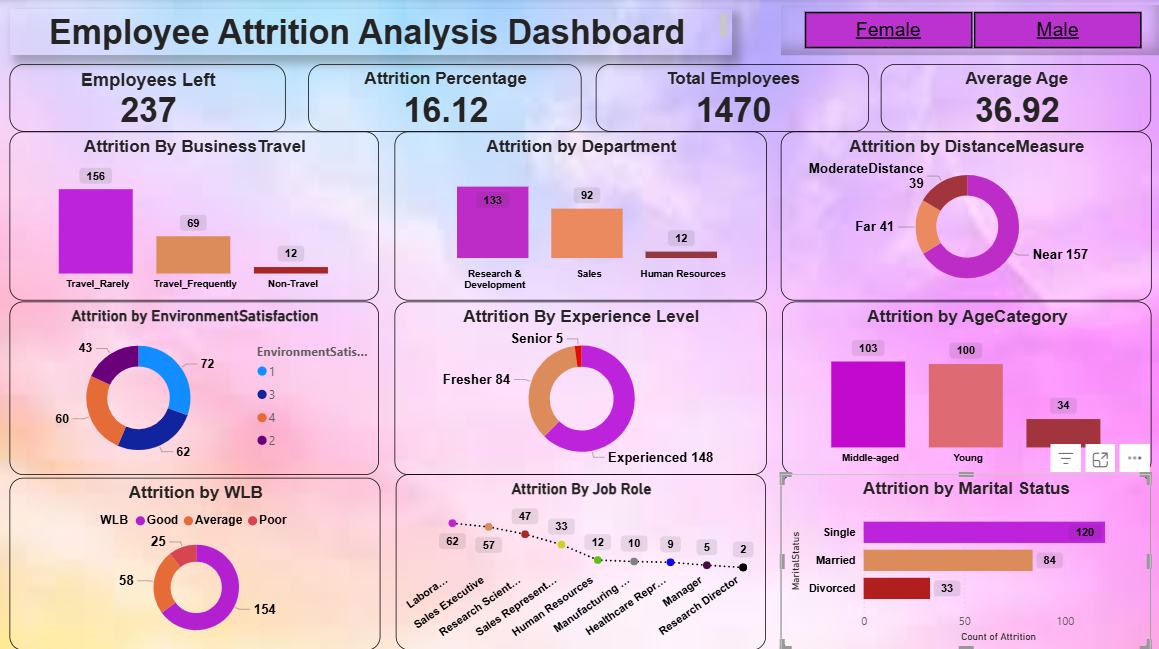 Employee Attrition Analysis Dashboard
Female
Male
Employees Left
237
Attrition Percentage
16.12
Total Employees
1470
Average Age
36.92
Attrition By BusinessTravel
156
69
12
Travel_Rarely
Travel_Frequently
Non-Travel
Attrition by Department
133
92
12
Research &
Development
Sales
Human Resources
Attrition by DistanceMeasure
ModerateDistance
39
Far 41
Near 157
Attrition by EnvironmentSatisfaction
43
72
60
62
EnvironmentSatis...
1
3
4
2
Attrition By Experience Level
Senior 5
Fresher 84
Experienced 148
Attrition by AgeCategory
103
100
34
Middle-aged
Young
Attrition by WLB
WLB
Good
Average
Poor
25
58
154
Attrition By Job Role
62
57
47
33
12
10
9
5
2
Labora...
Sales Executive
Research Scient...
Sales Represent...
Human Resources
Manufacturing ...
Healthcare Repr...
Manager
Research Director
Attrition by Marital Status
MaritalStatus
Single
120
Married
84
Divorced
33
0
50
100
Count of Attrition